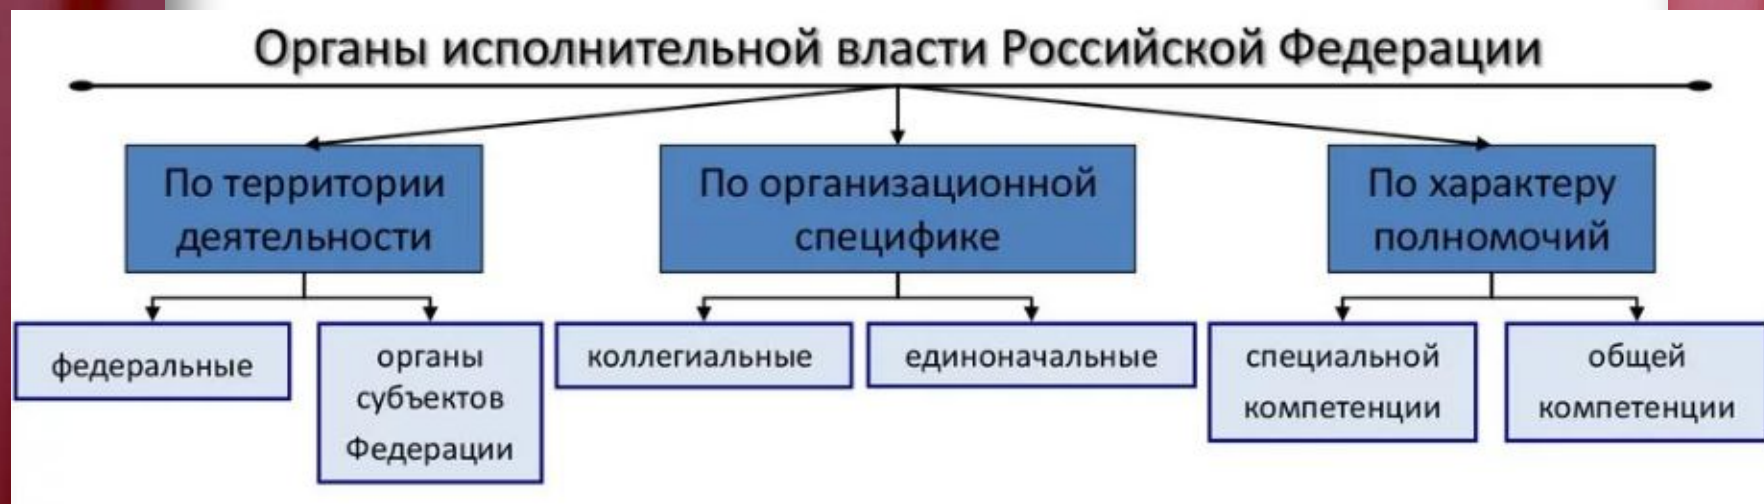 Органы исполнительной власти Российской Федерации
По территории
деятельности
По организационной
специфике
По характеру
полномочий
федеральные
органы
субъектов
Федерации
коллегиальные
единоначальные
специальной
компетенции
общей
компетенции